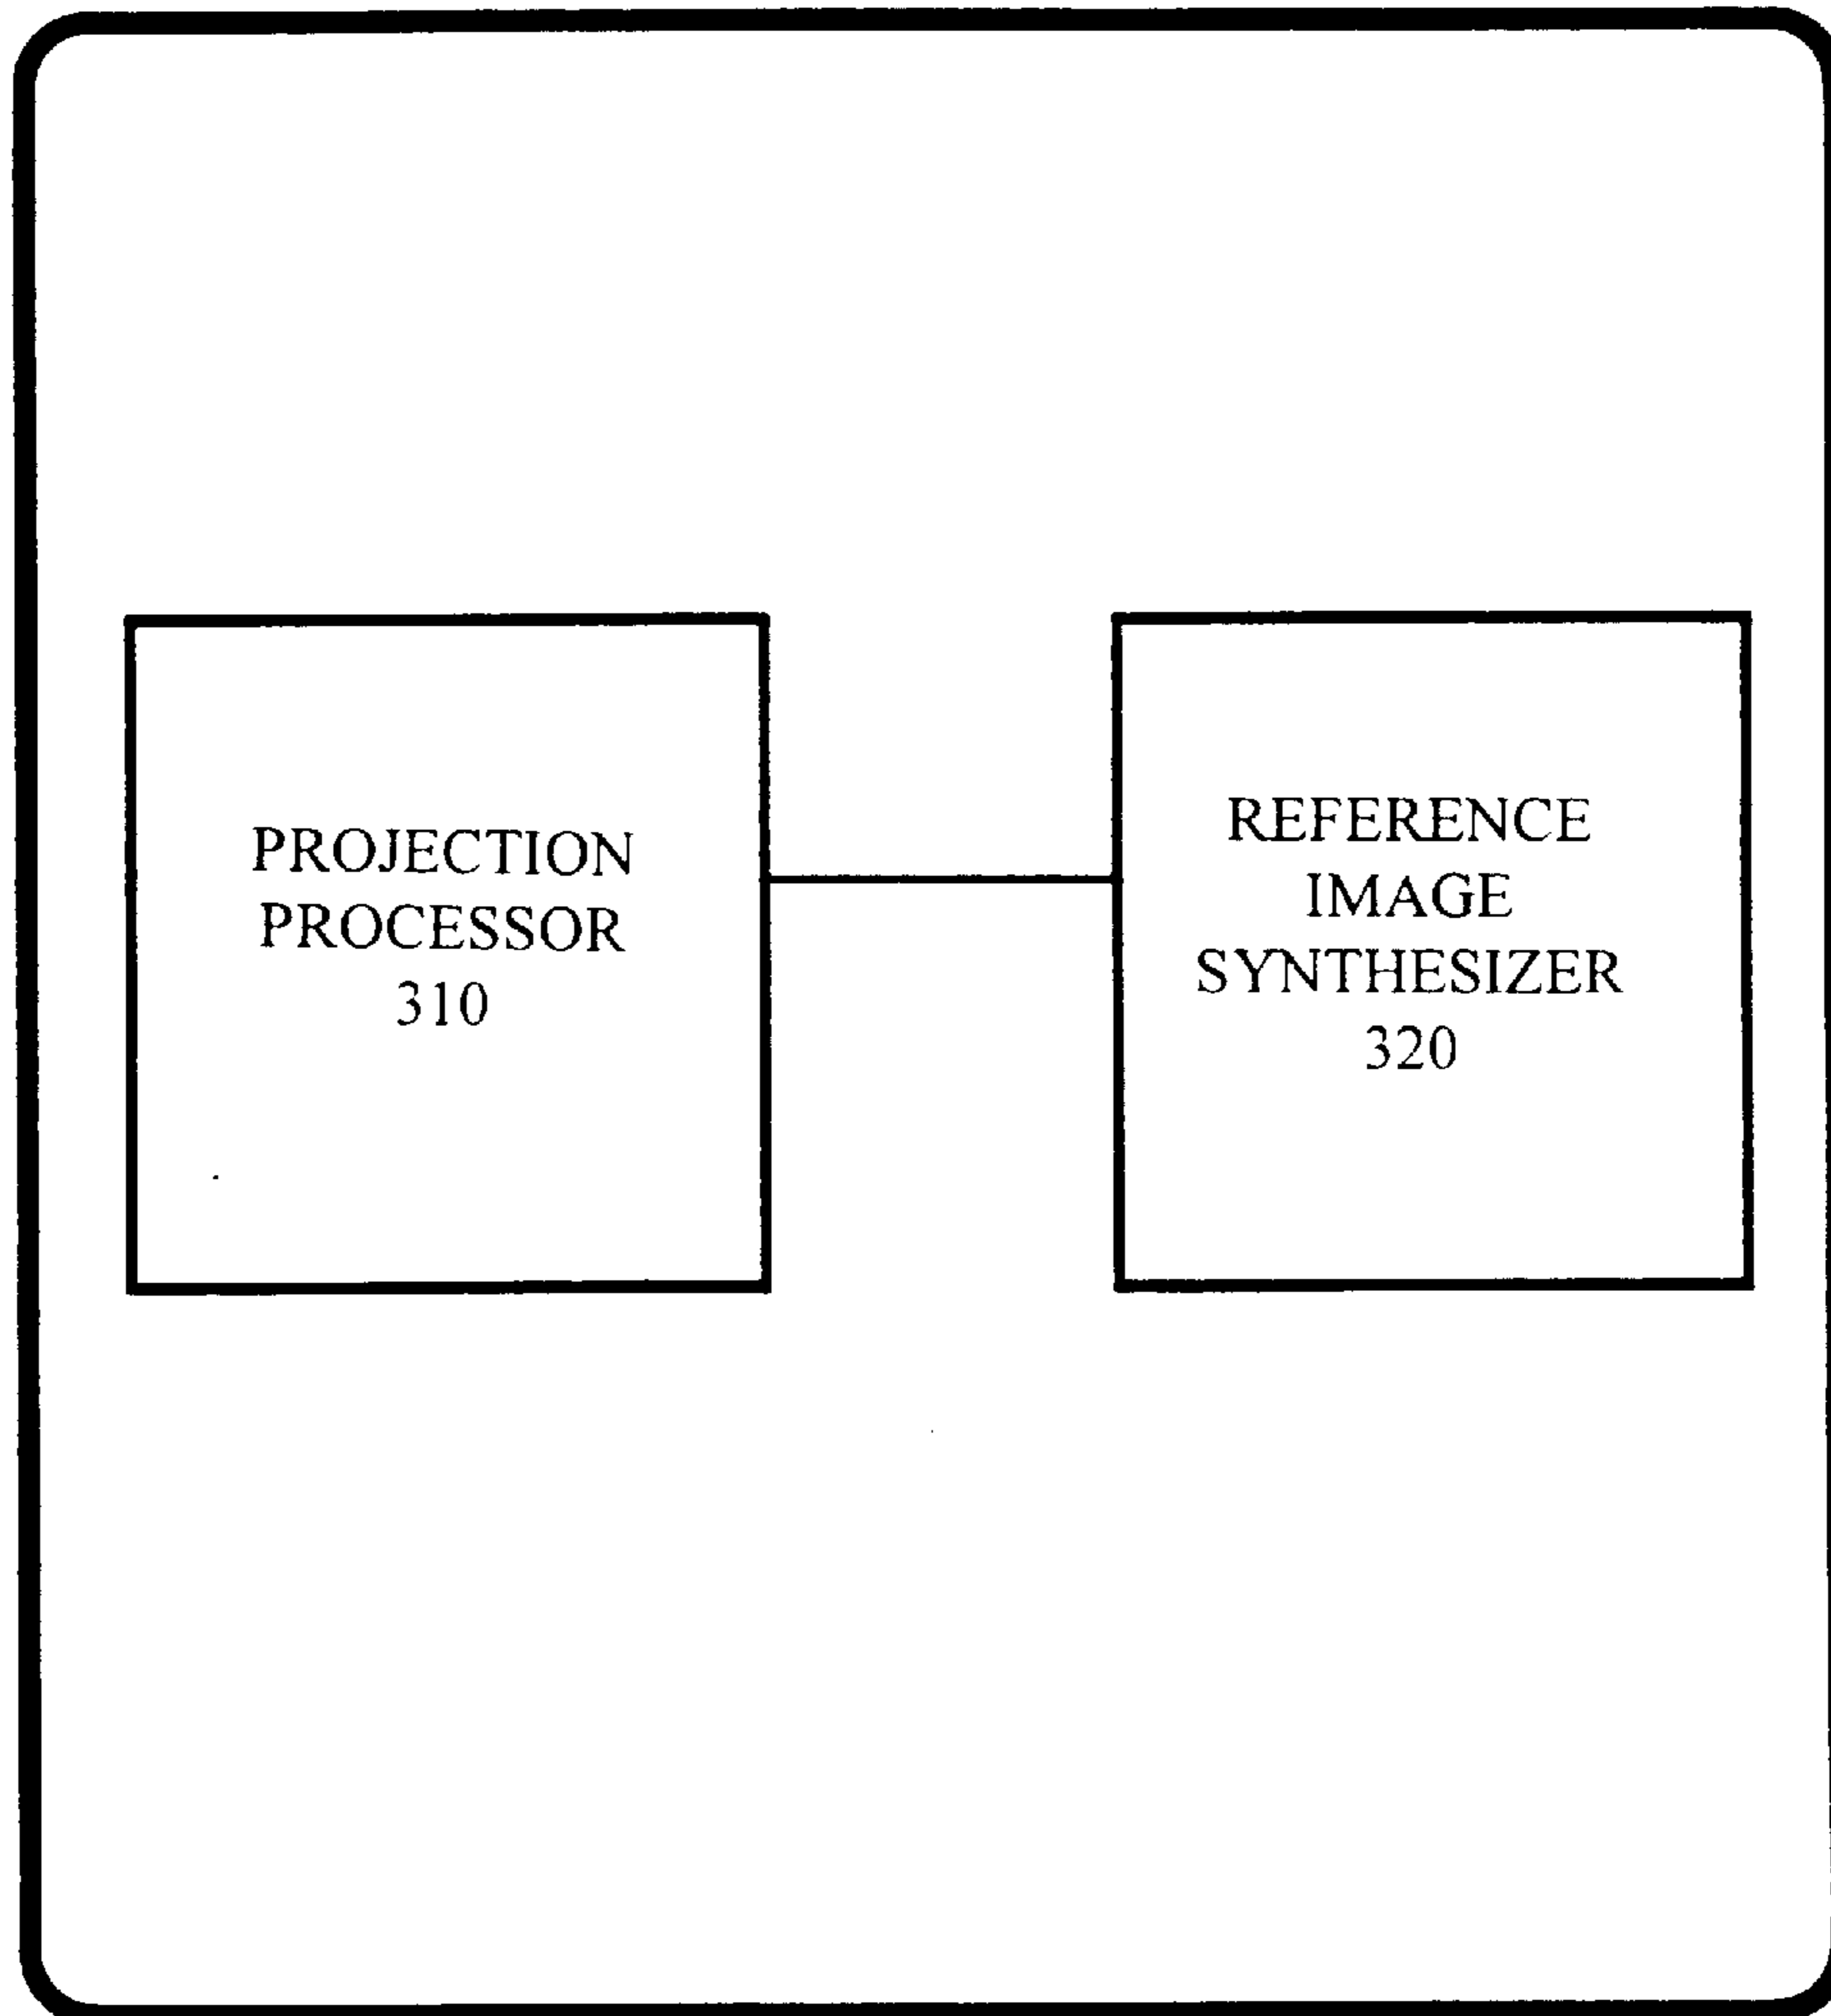 PROJECTION
PROCESSOR
310
REFERENCE
IMAGE
SYNTHESIZER
320